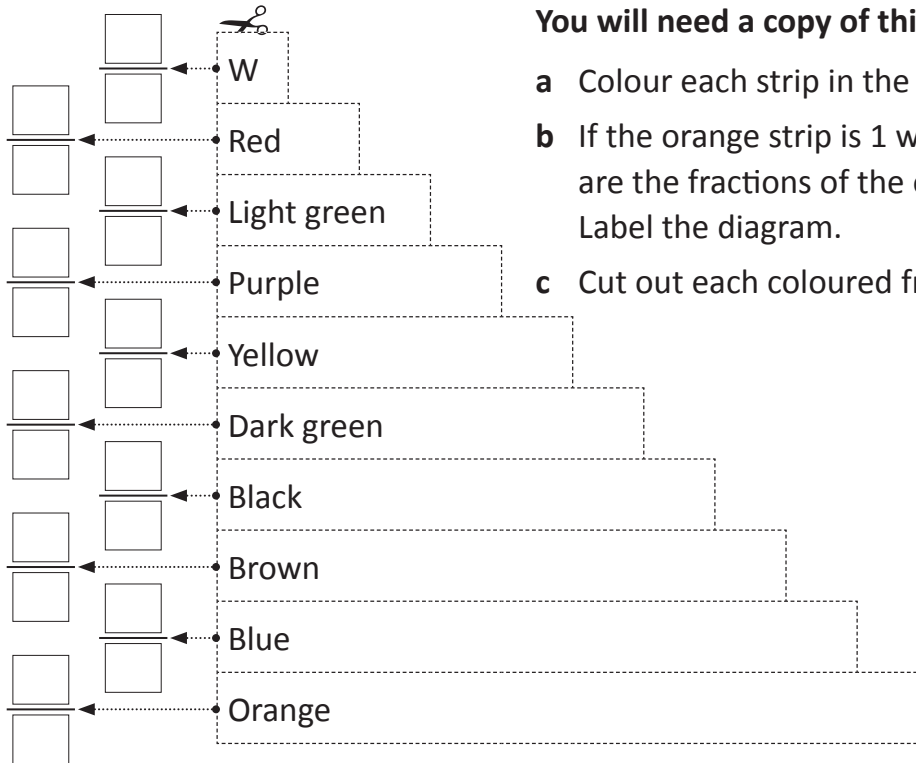 You will need a copy of thi
a Colour each strip in the
b If the orange strip is 1 w
are the fractions of the
Label the diagram.
c Cut out each coloured f
W
Red
Light green
Purple
Yellow
Dark green
Black
Brown
Blue
Orange